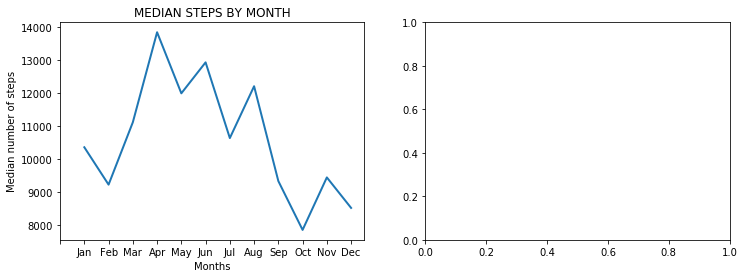 MEDIAN STEPS BY MONTH
Median number of steps
14000
13000
12000
11000
10000
9000
8000
Jan Feb Mar Apr May Jun Jul Aug Sep Oct Nov Dec
Months
1.0
0.8
0.6
0.4
0.2
0.0
0.0 0.2 0.4 0.6 0.8 1.0